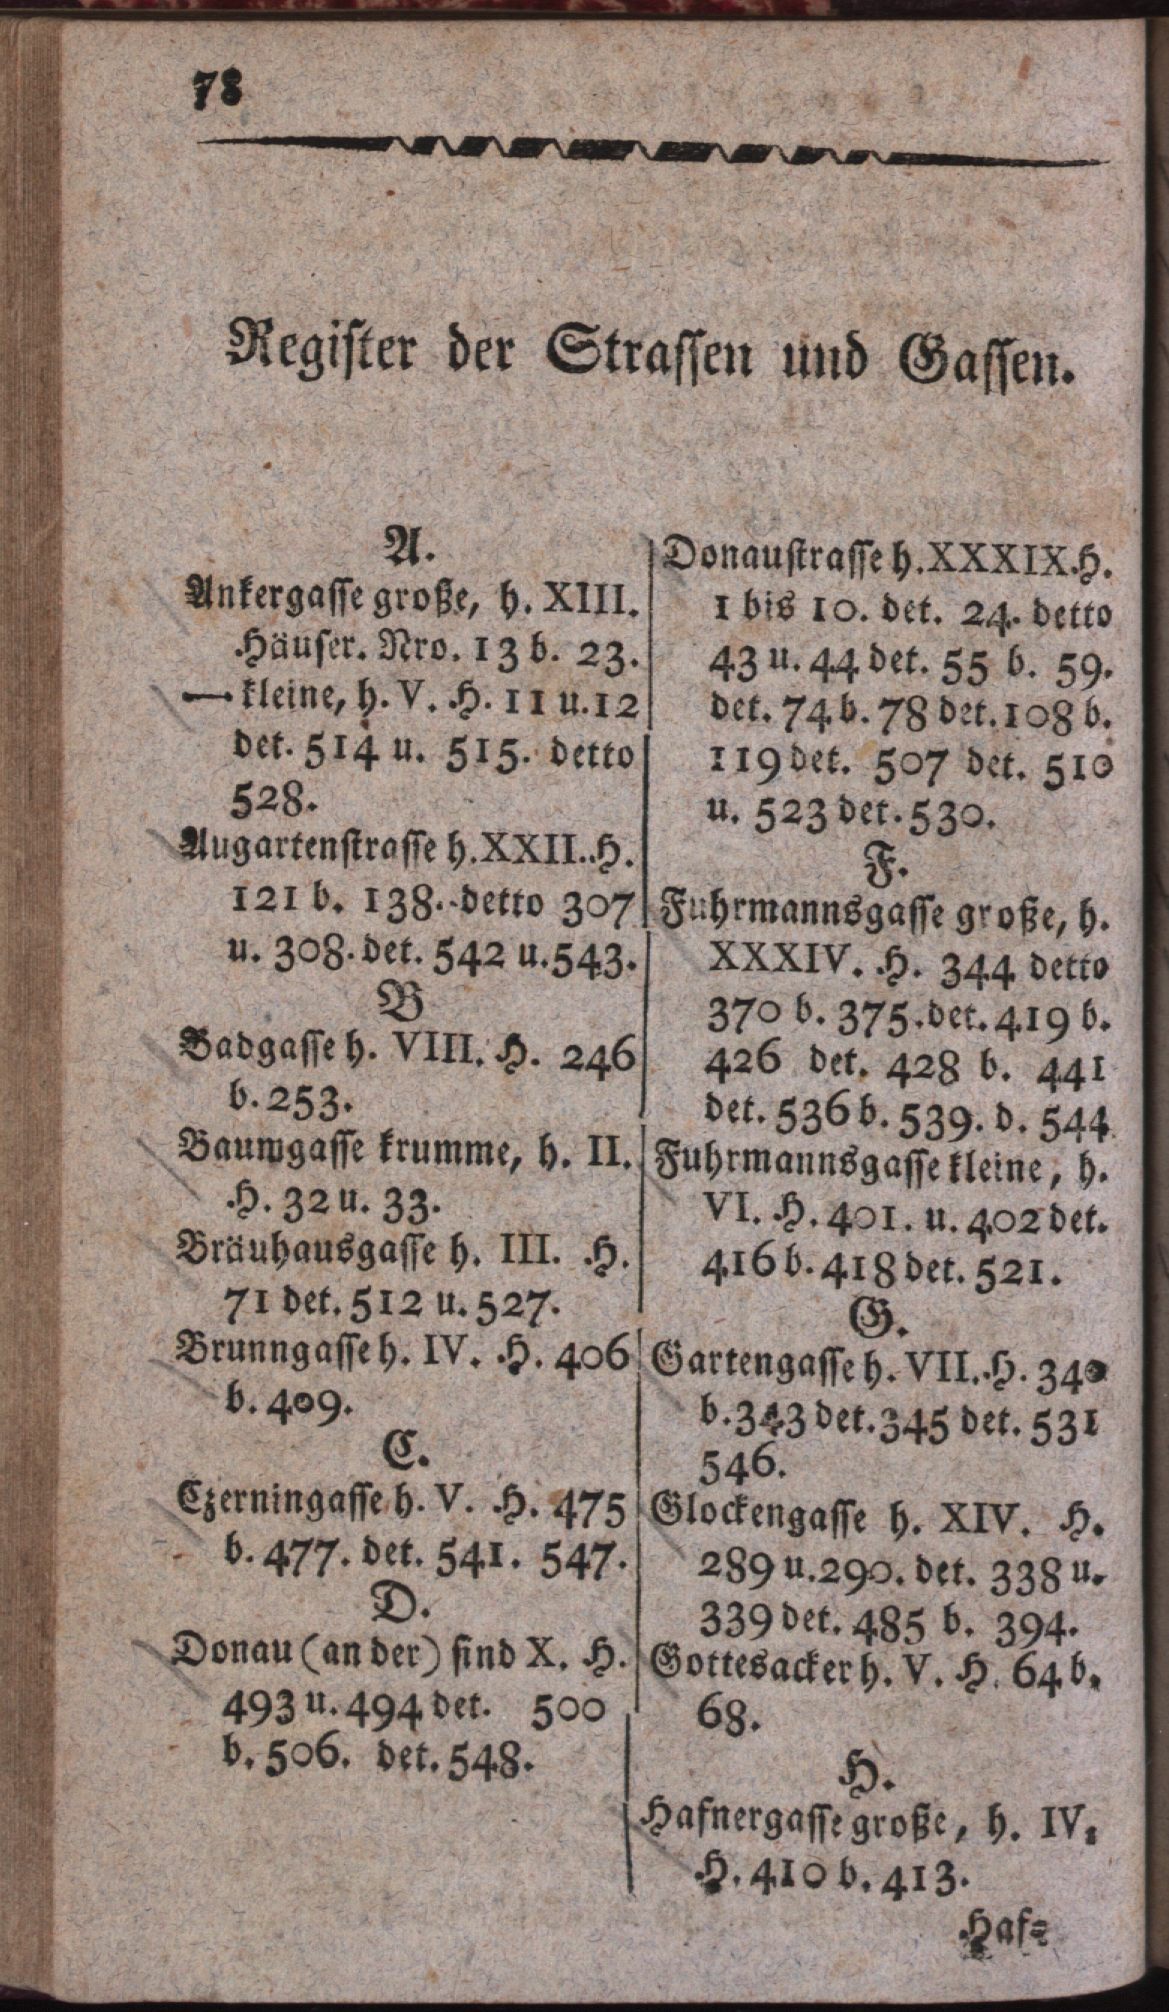 78
Register der Strassen und Gassen.
A.
Ankergasse große, h. XIII.
Häuser. Nro. 13 b. 23.
— kleine, h. V. H. 11 u. 12
det. 514 u. 515. detto
528.
Augartenstrasse h. XXII. H.
121 b. 138. detto 307
u. 308. det. 542 u. 543.
B
Badgasse h. VIII. H. 246
b. 253.
Baumgasse krumme, h. II.
H. 32 u. 33.
Bräuhausgasse h. III. H.
71 det. 512 u. 527.
Brunngasse h. IV. H. 406
b. 409.
C.
Czerningasse h. V. H. 475
b. 477. det. 541. 547.
D.
Donau (an der) sind X. H.
493 u. 494 det. 500
b. 506. det. 548.
Donaustrasse h. XXXIX. H.
1 bis 10. det. 24. detto
43 u. 44 det. 55 b. 59.
det. 74 b. 78 det. 108 b.
119 det. 507 det. 510
u. 523 det. 530.
F.
Fuhrmannsgasse große, h.
XXXIV. H. 344 detto
370 b. 375. det. 419 b.
426 det. 428 b. 441
det. 536 b. 539. d. 544
Fuhrmannsgasse kleine, h.
VI. H. 401. u. 402 det.
416 b. 418 det. 521.
G.
Gartengasse h. VII. H. 340
b. 343 det. 345 det. 531
546.
Glockengasse h. XIV. H.
289 u. 290. det. 338 u.
339 det. 485 b. 394.
Gottesacker h. V. H. 64 b.
68.
H.
Hafnergasse große, h. IV.
H. 410 b. 413.
Haf=